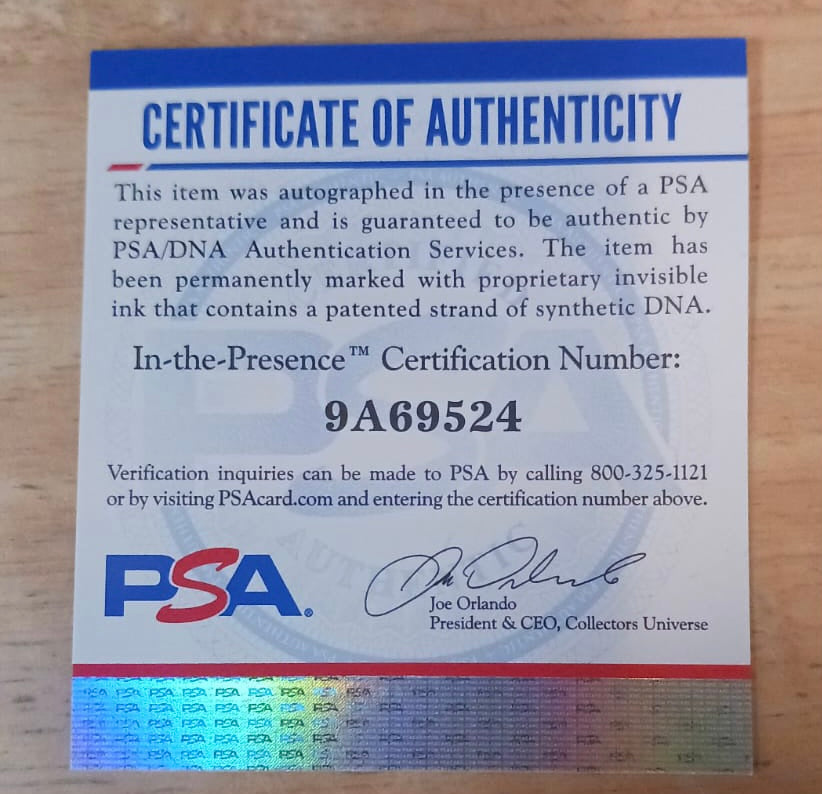 CERTIFICATE OF AUTHENTICITY
This item was autographed in the presence of a PSA
representative and is guaranteed to be authentic by
PSA/DNA Authentication Services. The item has
been permanently marked with proprietary invisible
ink that contains a patented strand of synthetic DNA.
In-the-Presence™ Certification Number:
9A69524
Verification inquiries can be made to PSA by calling 800-325-1121
or by visiting PSAcard.com and entering the certification number above.
PSA®
Joe Orlando
President & CEO, Collectors Universe